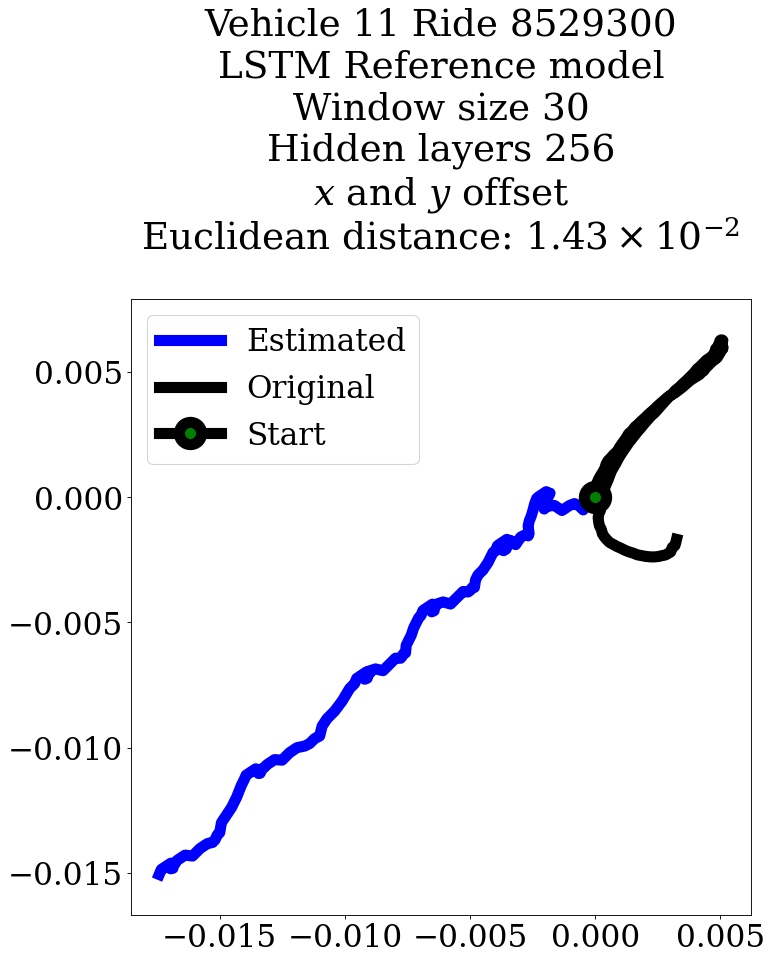 Vehicle 11 Ride 8529300
LSTM Reference model
Window size 30
Hidden layers 256
x and y offset
Euclidean distance: 1.43 × 10⁻²
Estimated
Original
Start
0.005
0.000
−0.005
−0.010
−0.015
−0.015 −0.010 −0.005 0.000 0.005